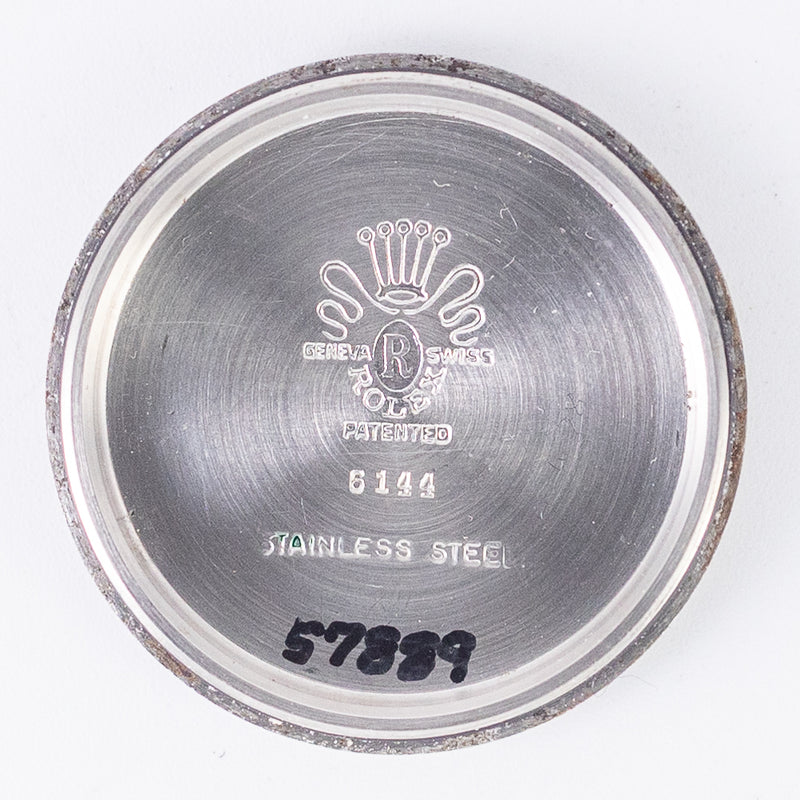 GENEVA R SWISS
ROLEX
PATENTED
6144
STAINLESS STEEL
57889